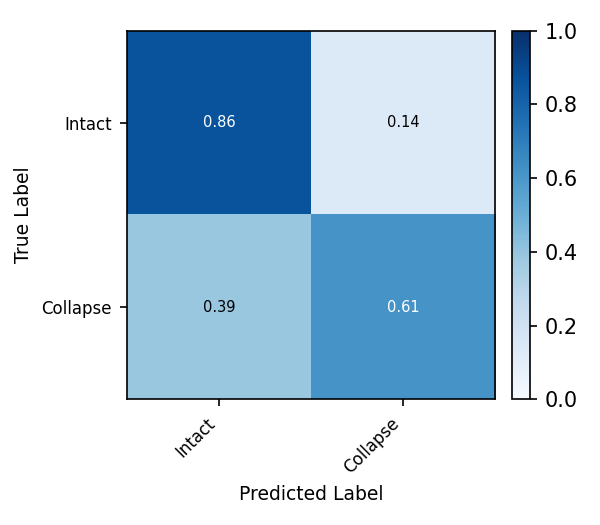 1.0
0.86
0.14
Intact
0.8
0.6
True Label
0.4
0.39
0.61
Collapse
0.2
0.0
Intact
Collapse
Predicted Label